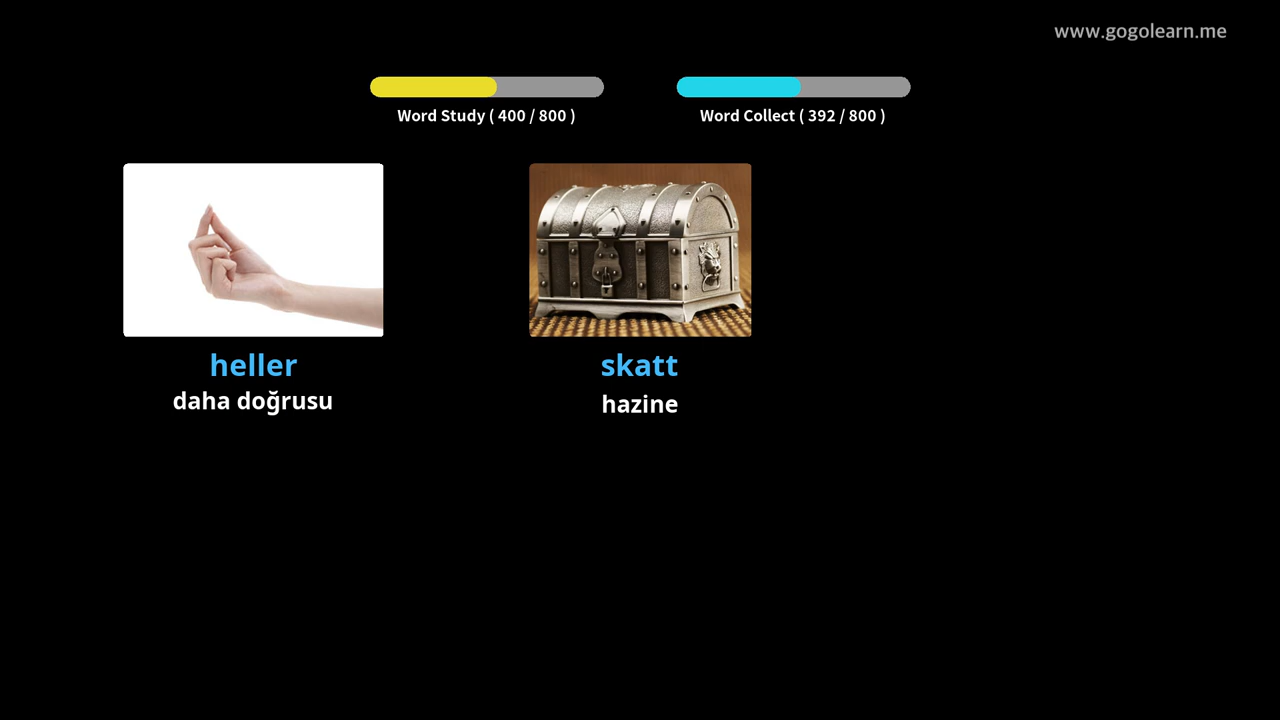 www.gogolearn.me
Word Study ( 400 / 800 )
Word Collect ( 392 / 800 )
heller
daha doğrusu
skatt
hazine